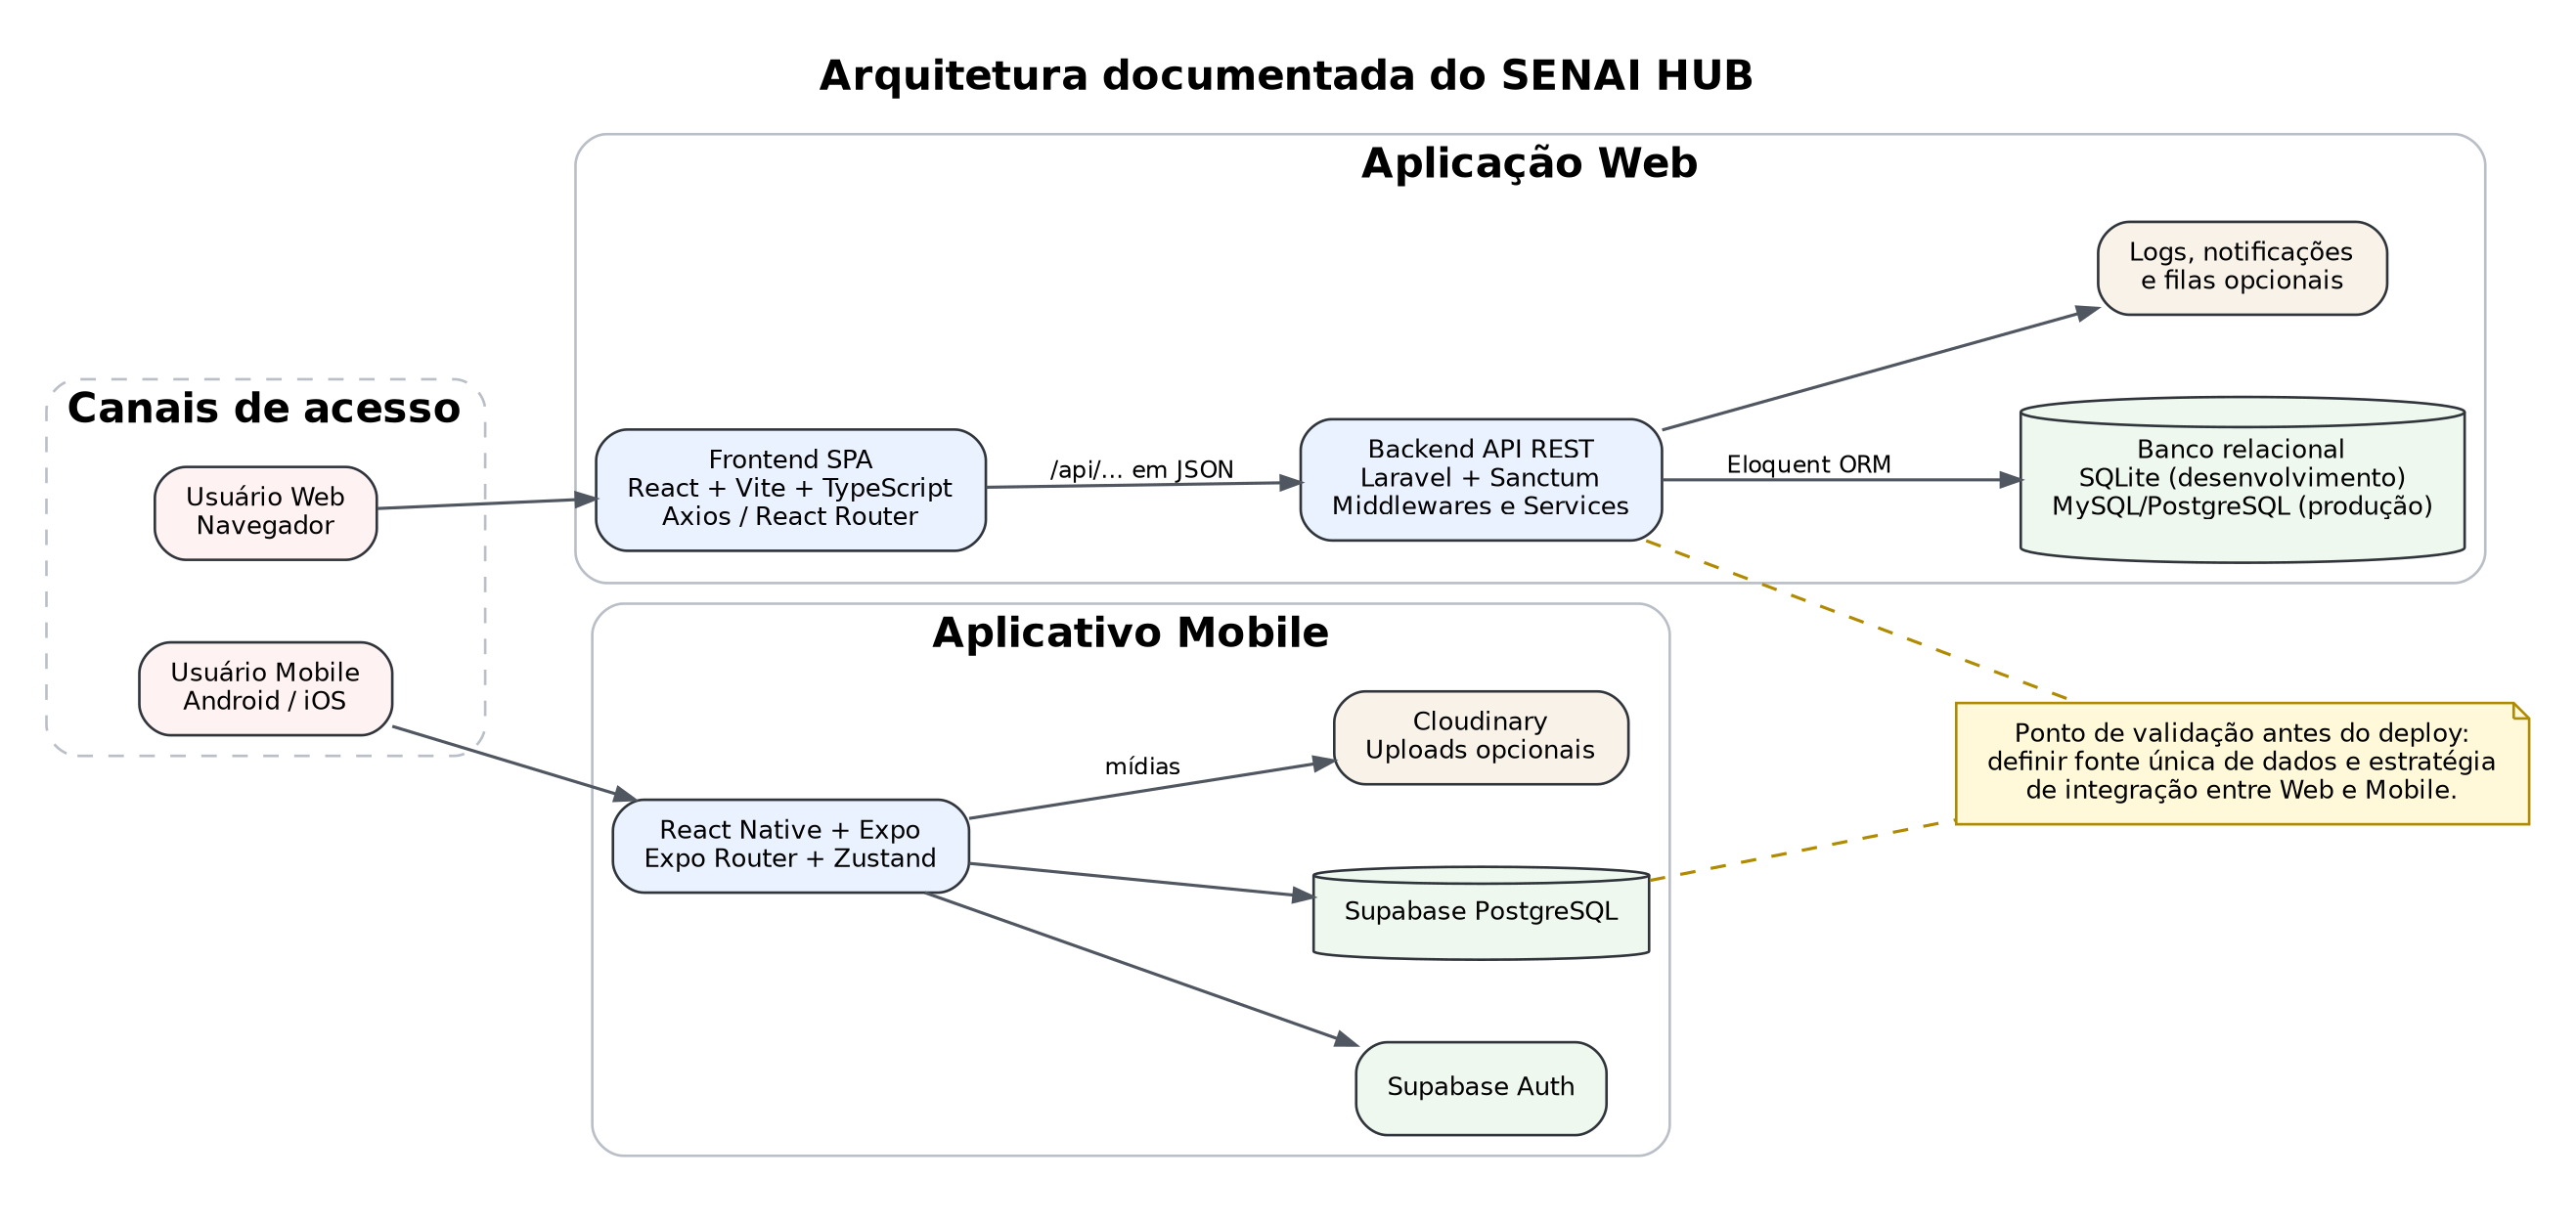 Arquitetura documentada do SENAI HUB
Aplicação Web
Logs, notificações
e filas opcionais
Canais de acesso
Usuário Web
Navegador
Frontend SPA
React + Vite + TypeScript
Axios / React Router
/api/... em JSON
Backend API REST
Laravel + Sanctum
Middlewares e Services
Eloquent ORM
Banco relacional
SQLite (desenvolvimento)
MySQL/PostgreSQL (produção)
Usuário Mobile
Android / iOS
Aplicativo Mobile
React Native + Expo
Expo Router + Zustand
mídias
Cloudinary
Uploads opcionais
Supabase PostgreSQL
Supabase Auth
Ponto de validação antes do deploy:
definir fonte única de dados e estratégia
de integração entre Web e Mobile.